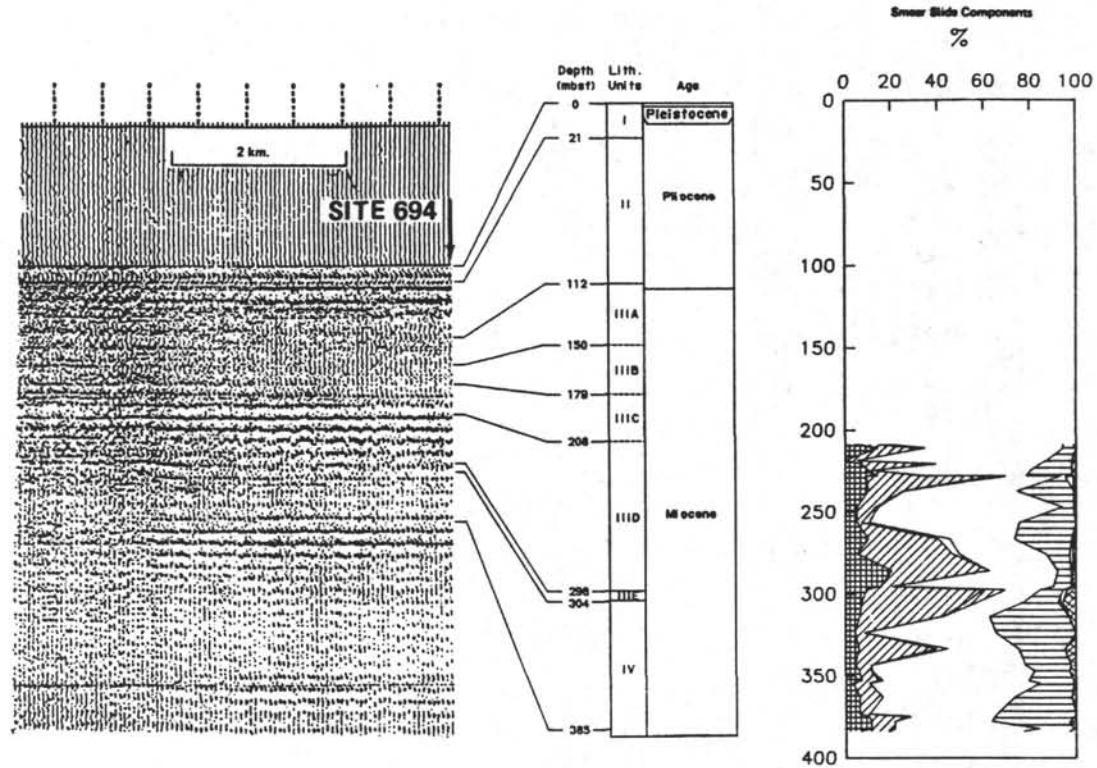 Smear Slide Components
%
0 20 40 60 80 100
0
50
100
150
200
250
300
350
400
Depth (mbsf)
Lith. Units
Age
0
21
112
150
179
208
298
304
385
I
II
IIIA
IIIB
IIIC
IIID
IIIE
IV
Pleistocene
Pliocene
Miocene
2 km.
SITE 694